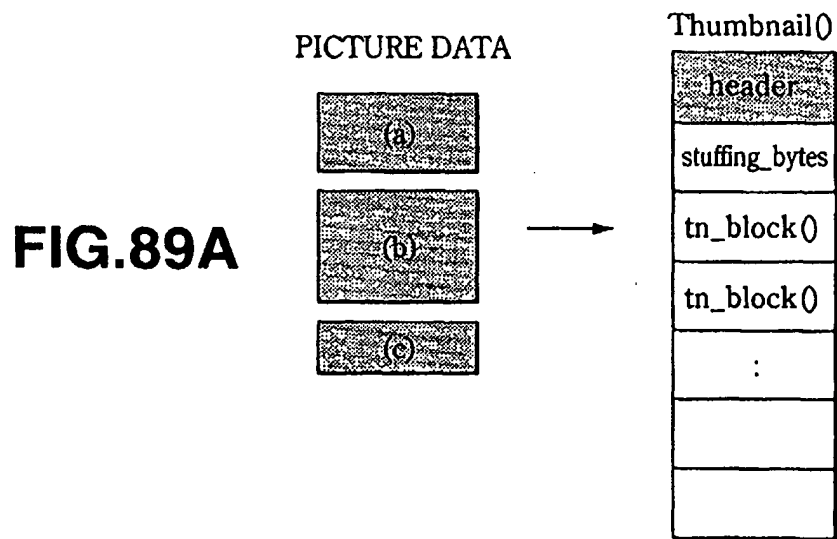 FIG.89A
PICTURE DATA
(a)
(b)
(c)
Thumbnail()
header
stuffing_bytes
tn_block()
tn_block()
: